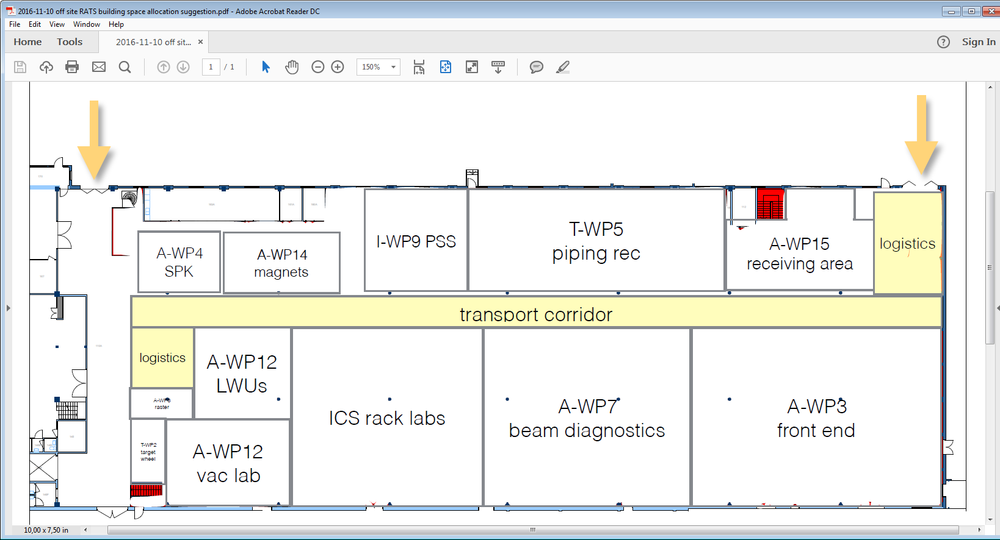 2016-11-10 off site RATS building space allocation suggestion.pdf - Adobe Acrobat Reader DC
File Edit View Window Help
Home Tools 2016-11-10 off sit... × ? Sign In
1 / 1 150%
I-WP9 PSS
T-WP5
piping rec
A-WP15
receiving area
logistics
A-WP4
SPK
A-WP14
magnets
transport corridor
logistics
A-WP12
LWUs
raster
ICS rack labs
A-WP7
beam diagnostics
A-WP3
front end
T-WP2
target
wheel
A-WP12
vac lab
10,00 x 7,50 in